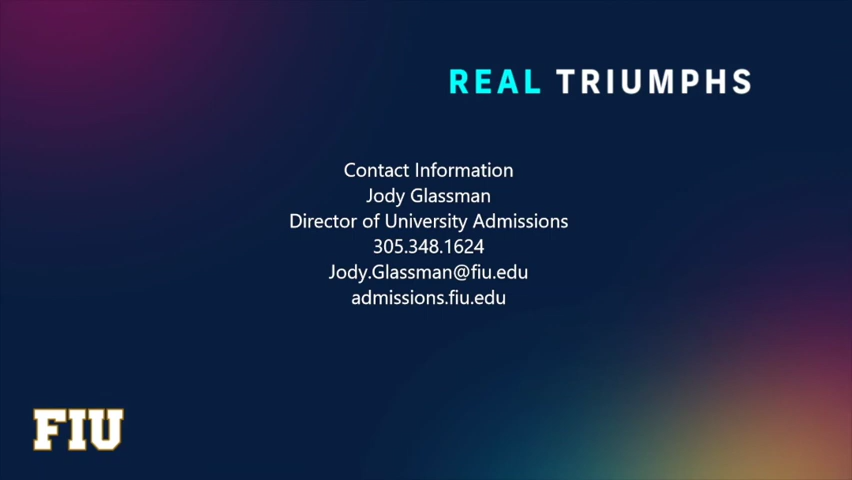 REAL TRIUMPHS
Contact Information
Jody Glassman
Director of University Admissions
305.348.1624
Jody.Glassman@fiu.edu
admissions.fiu.edu
FIU